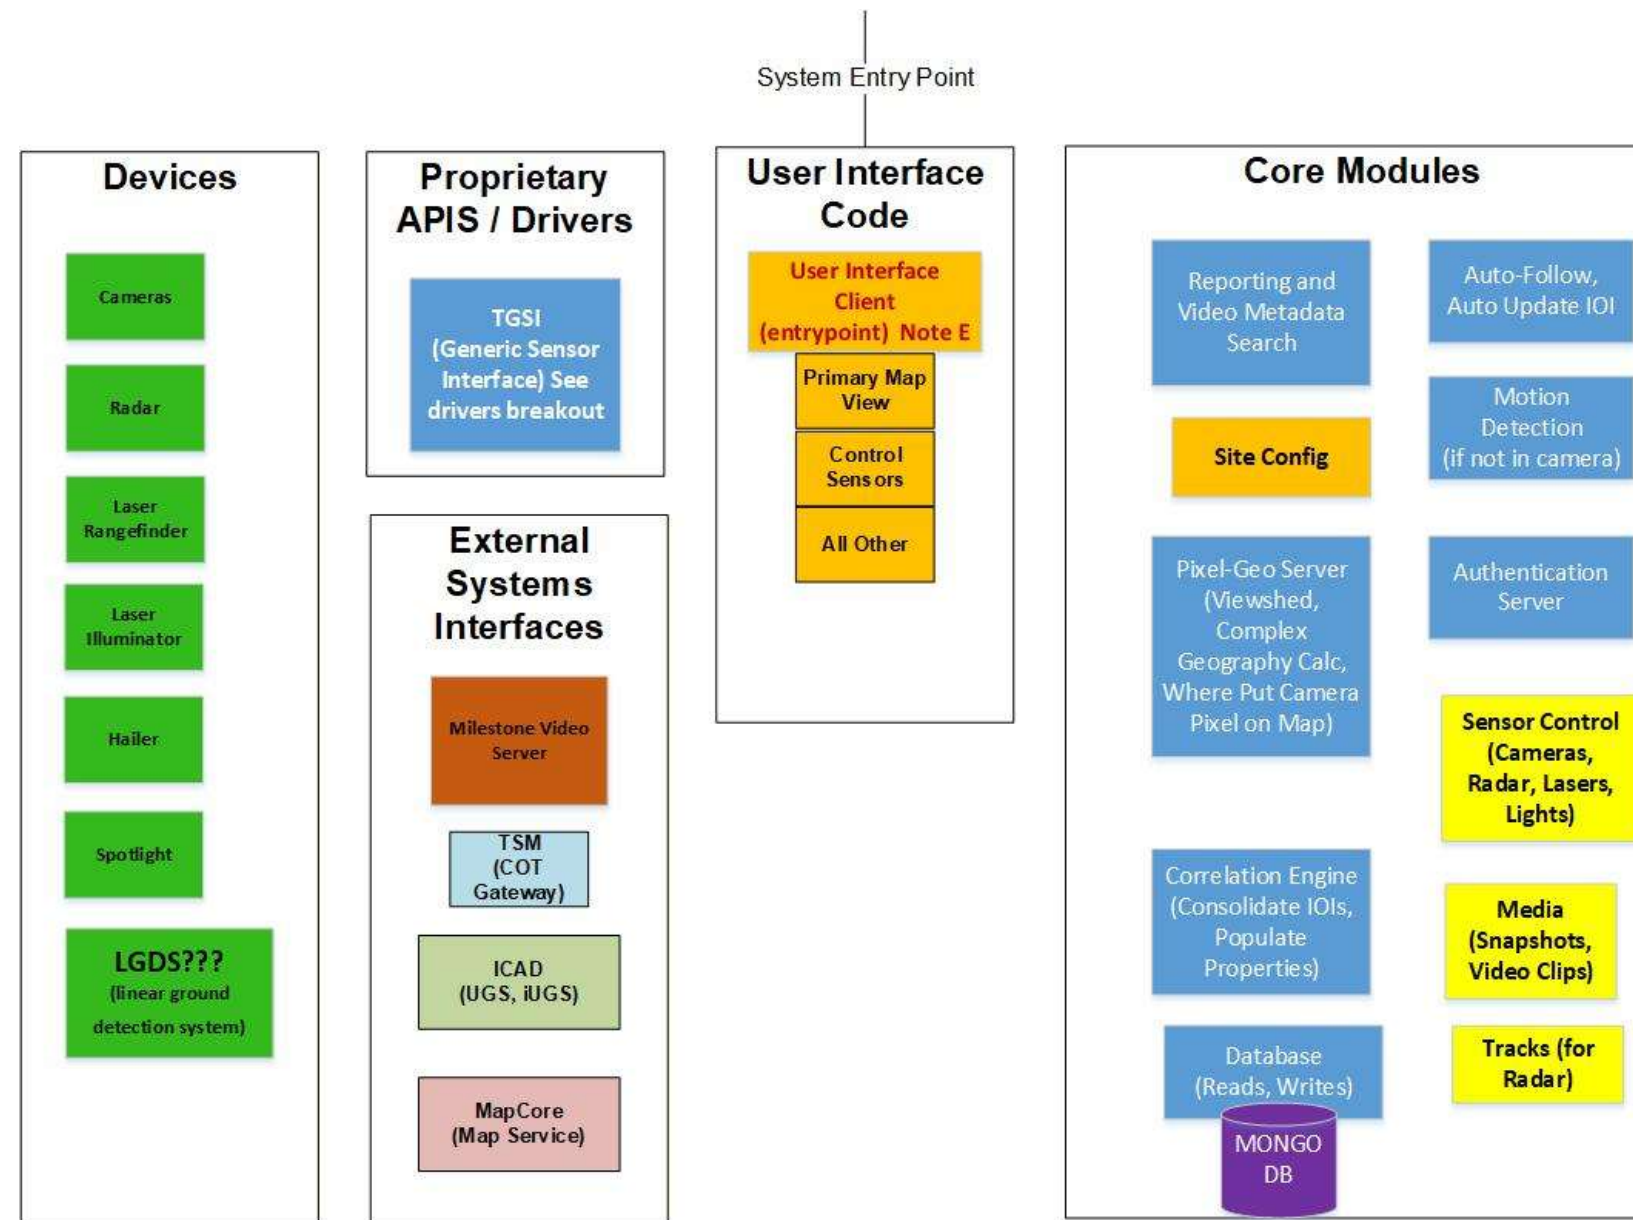 System Entry Point
Devices
Cameras
Radar
Laser
Rangefinder
Laser
Illuminator
Hailer
Spotlight
LGDS???
(linear ground
detection system)
Proprietary
APIS / Drivers
TGSI
(Generic Sensor
Interface) See
drivers breakout
External
Systems
Interfaces
Milestone Video
Server
TSM
(COT
Gateway)
ICAD
(UGS, iUGS)
MapCore
(Map Service)
User Interface
Code
User Interface
Client
(entrypoint) Note E
Primary Map
View
Control
Sensors
All Other
Core Modules
Reporting and
Video Metadata
Search
Site Config
Pixel-Geo Server
(Viewshed,
Complex
Geography Calc,
Where Put Camera
Pixel on Map)
Correlation Engine
(Consolidate IOIs,
Populate
Properties)
Database
(Reads, Writes)
MONGO
DB
Auto-Follow,
Auto Update IOI
Motion
Detection
(if not in camera)
Authentication
Server
Sensor Control
(Cameras,
Radar, Lasers,
Lights)
Media
(Snapshots,
Video Clips)
Tracks (for
Radar)